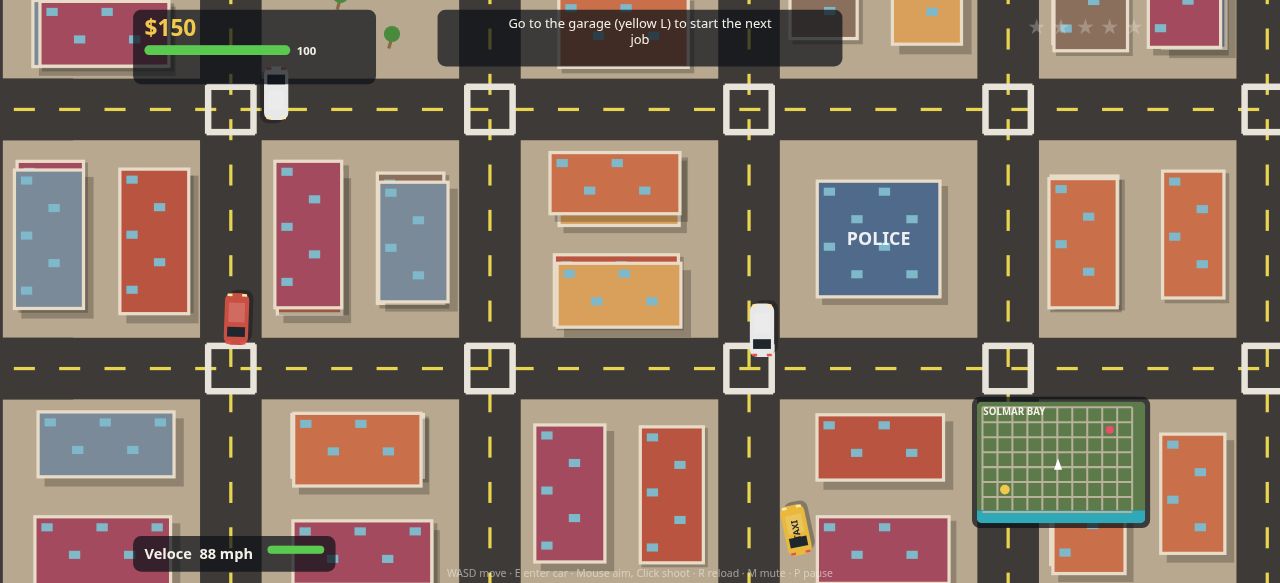 $150
100
Go to the garage (yellow L) to start the next
job
POLICE
SOLMAR BAY
TAXI
Veloce 88 mph
WASD move · E enter car · Mouse aim, Click shoot · R reload · M mute · P pause